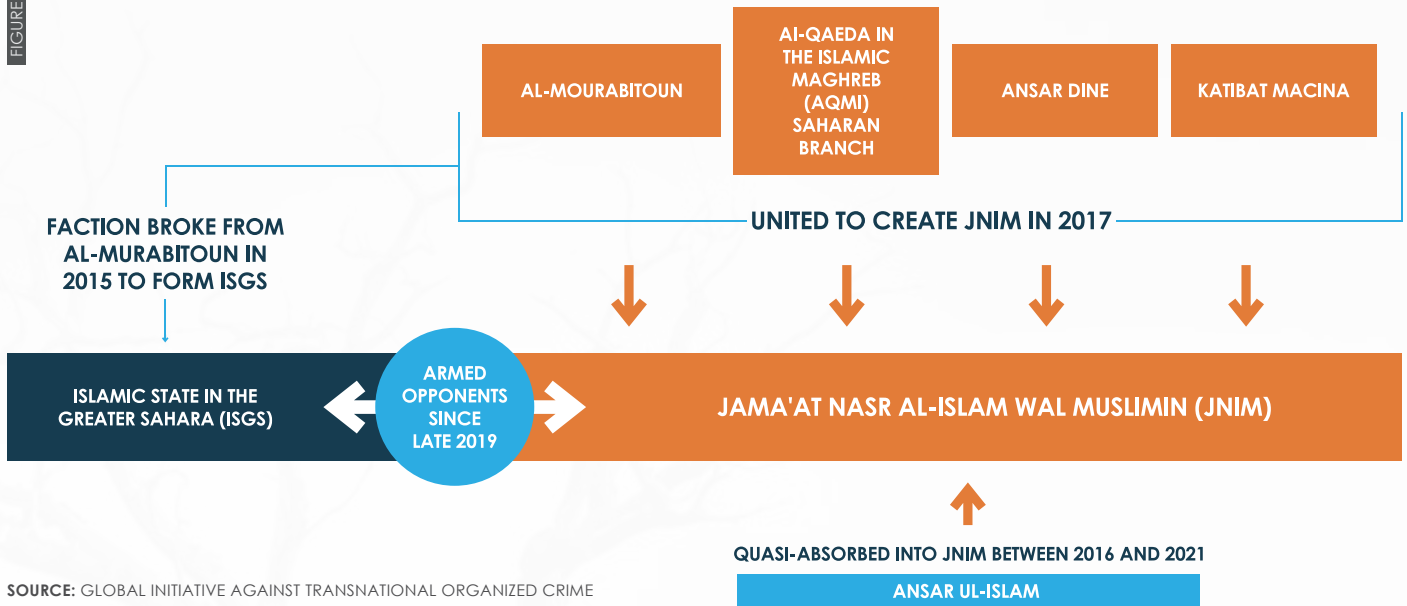 FIGURE
AL-MOURABITOUN
Al-QAEDA IN
THE ISLAMIC
MAGHREB
(AQMI)
SAHARAN
BRANCH
ANSAR DINE
KATIBAT MACINA
UNITED TO CREATE JNIM IN 2017
FACTION BROKE FROM
AL-MURABITOUN IN
2015 TO FORM ISGS
ISLAMIC STATE IN THE
GREATER SAHARA (ISGS)
ARMED
OPPONENTS
SINCE
LATE 2019
JAMA'AT NASR AL-ISLAM WAL MUSLIMIN (JNIM)
QUASI-ABSORBED INTO JNIM BETWEEN 2016 AND 2021
ANSAR UL-ISLAM
SOURCE: GLOBAL INITIATIVE AGAINST TRANSNATIONAL ORGANIZED CRIME